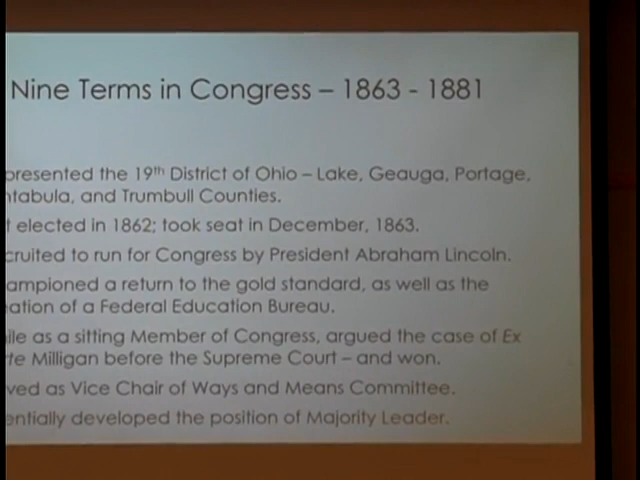 Nine Terms in Congress – 1863 - 1881
presented the 19th District of Ohio – Lake, Geauga, Portage,
ntabula, and Trumbull Counties.
t elected in 1862; took seat in December, 1863.
cruited to run for Congress by President Abraham Lincoln.
ampioned a return to the gold standard, as well as the
ation of a Federal Education Bureau.
ile as a sitting Member of Congress, argued the case of Ex
te Milligan before the Supreme Court – and won.
ved as Vice Chair of Ways and Means Committee.
entially developed the position of Majority Leader.